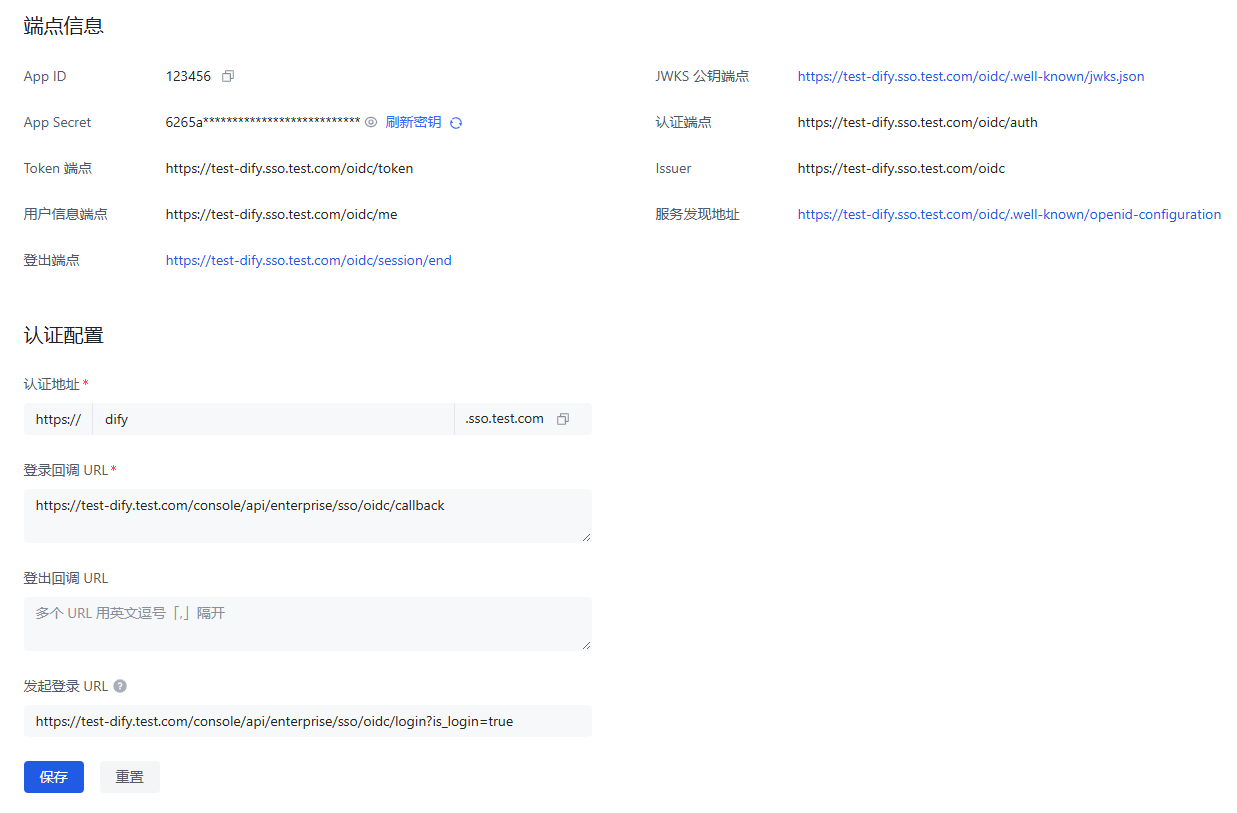 端点信息
App ID 123456
JWKS 公钥端点 https://test-dify.sso.test.com/oidc/.well-known/jwks.json
App Secret 6265a*************************** 刷新密钥
认证端点 https://test-dify.sso.test.com/oidc/auth
Token 端点 https://test-dify.sso.test.com/oidc/token
Issuer https://test-dify.sso.test.com/oidc
用户信息端点 https://test-dify.sso.test.com/oidc/me
服务发现地址 https://test-dify.sso.test.com/oidc/.well-known/openid-configuration
登出端点 https://test-dify.sso.test.com/oidc/session/end
认证配置
认证地址*
https:// dify .sso.test.com
登录回调 URL*
https://test-dify.test.com/console/api/enterprise/sso/oidc/callback
登出回调 URL
多个 URL 用英文逗号「,」隔开
发起登录 URL ?
https://test-dify.test.com/console/api/enterprise/sso/oidc/login?is_login=true
保存 重置